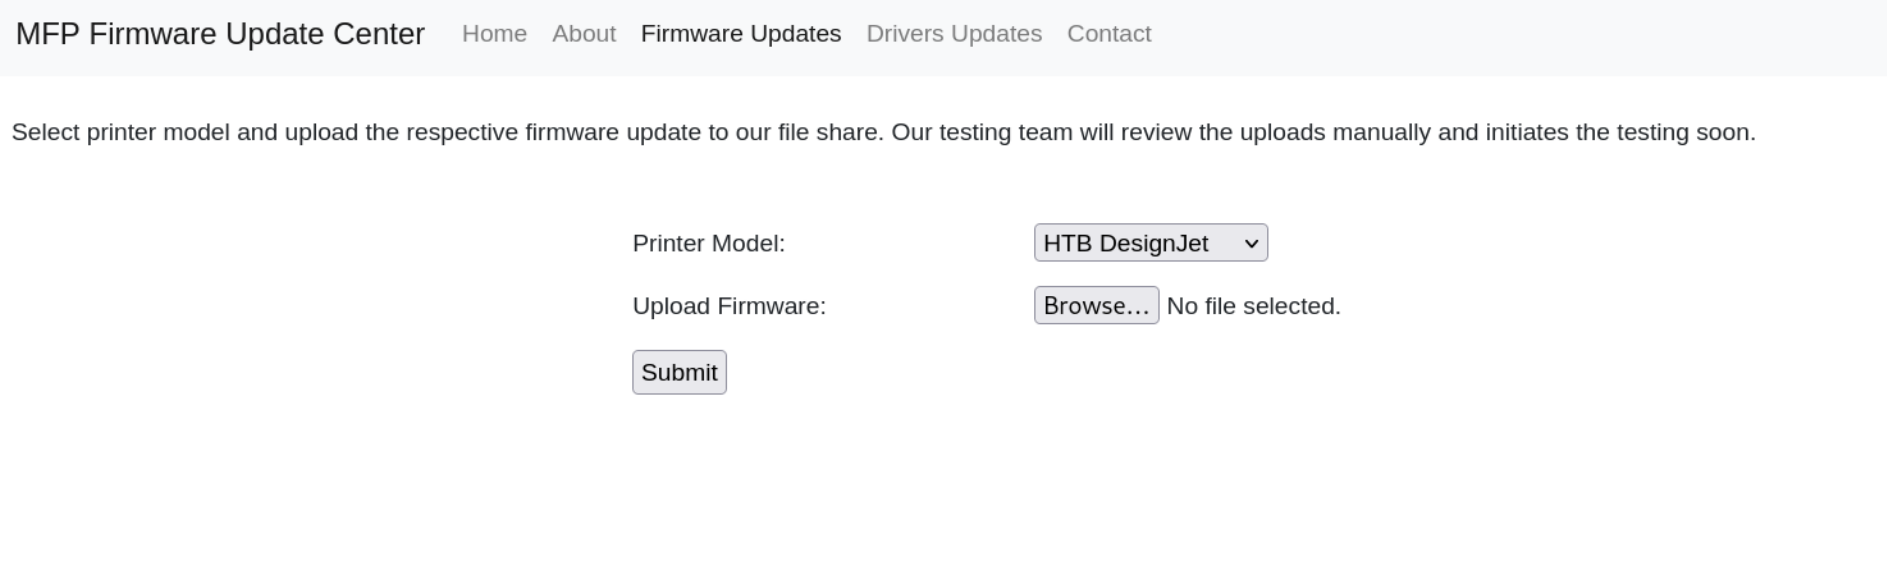 MFP Firmware Update Center Home About Firmware Updates Drivers Updates Contact
Select printer model and upload the respective firmware update to our file share. Our testing team will review the uploads manually and initiates the testing soon.
Printer Model: HTB DesignJet
Upload Firmware: Browse... No file selected.
Submit